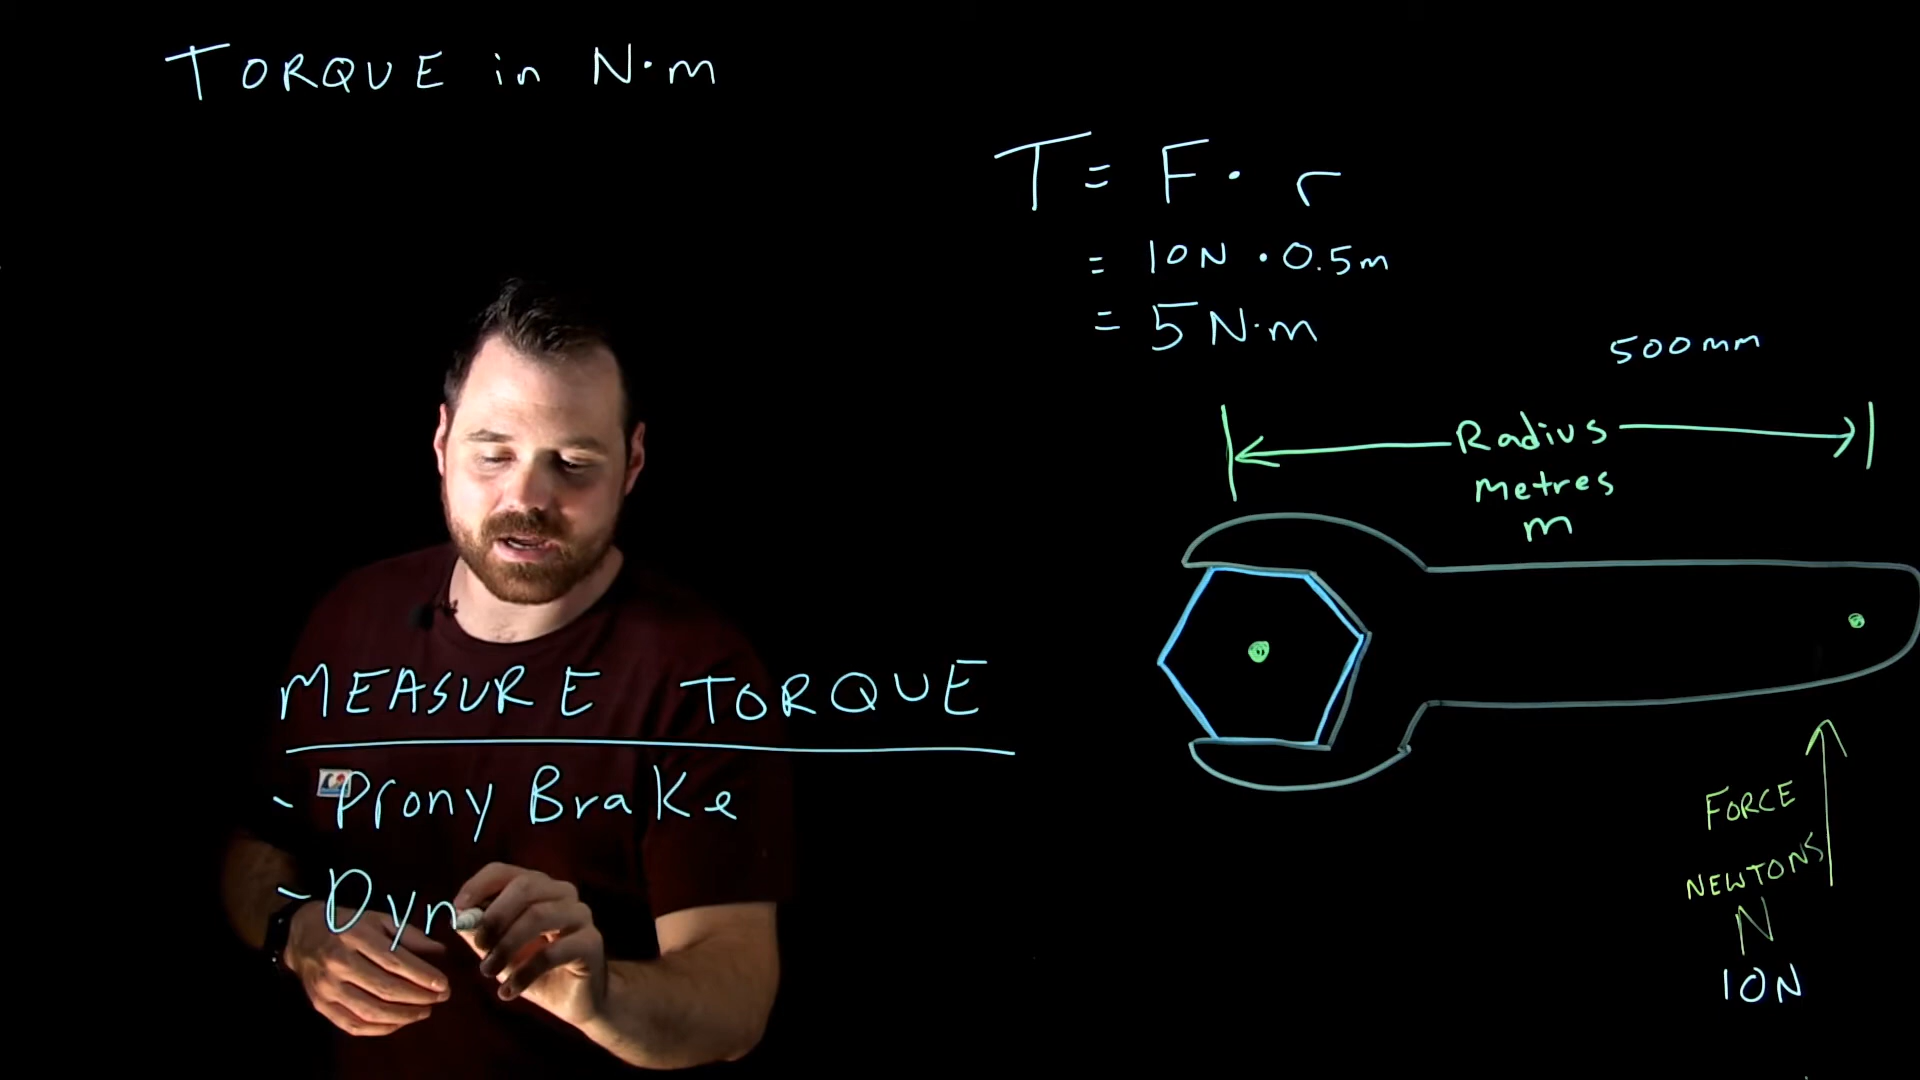 TORQUE in N·m
T = F · r
= 10N · 0.5m
= 5 N·m
500mm
Radius
metres
m
MEASURE TORQUE
- Prony Brake
- Dyn
FORCE
NEWTONS
N
10N